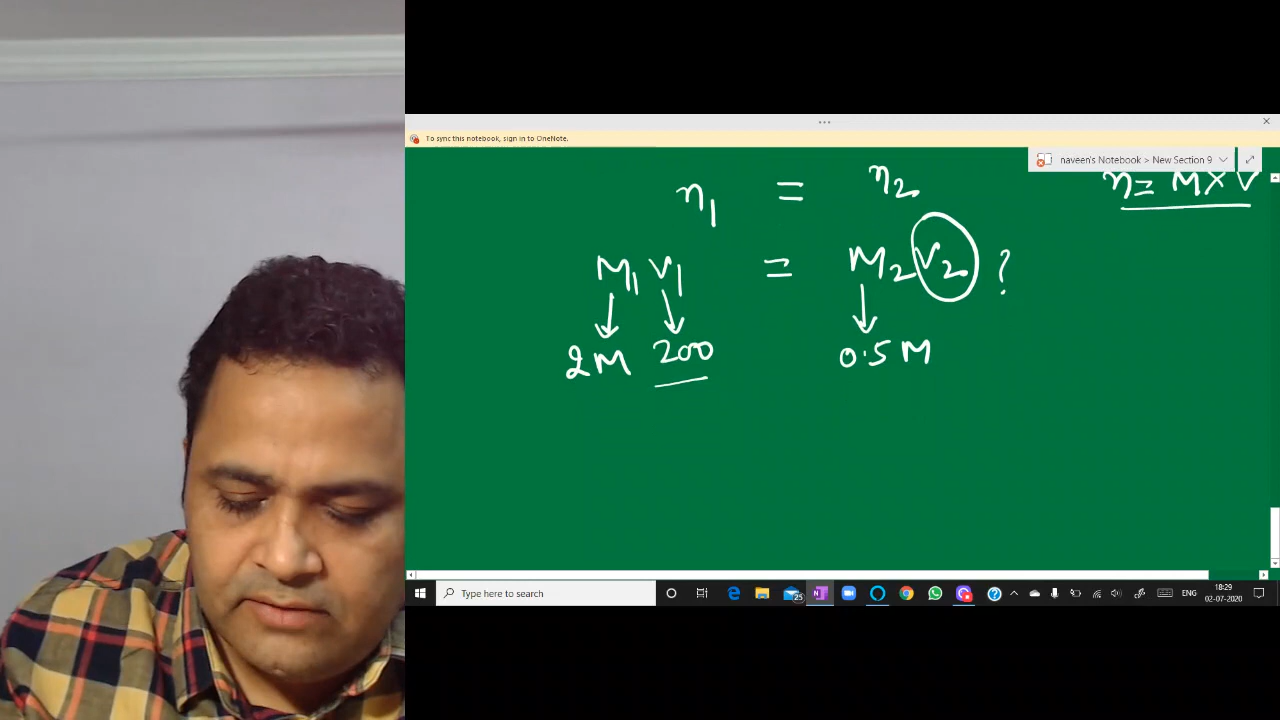 To sync this notebook, sign in to OneNote.
naveen's Notebook > New Section 9
n1 = n2
n = M x V
M1 V1 = M2 V2 ?
2M 200 0.5 M
Type here to search
25
ENG
18:29
02-07-2020